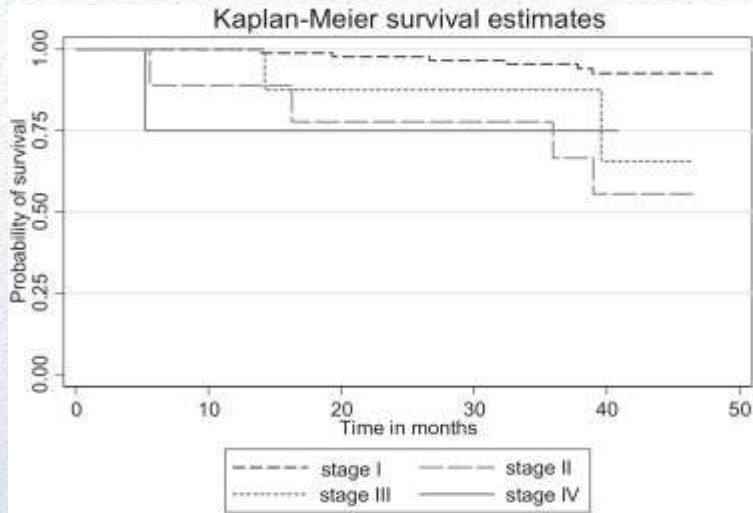 Kaplan-Meier survival estimates
Probability of survival
1.00
0.75
0.50
0.25
0.00
0 10 20 30 40 50
Time in months
stage I stage II
stage III stage IV